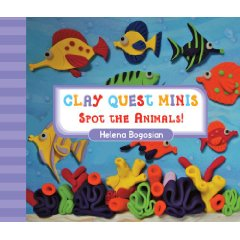 CLAY QUEST MINIS
SPOT THE ANIMALS!
Helena Bogosian